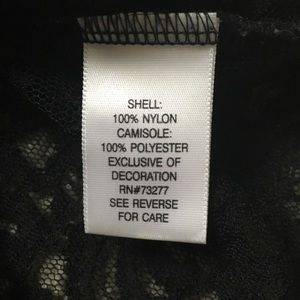 SHELL:
100% NYLON
CAMISOLE:
100% POLYESTER
EXCLUSIVE OF
DECORATION
RN#73277
SEE REVERSE
FOR CARE